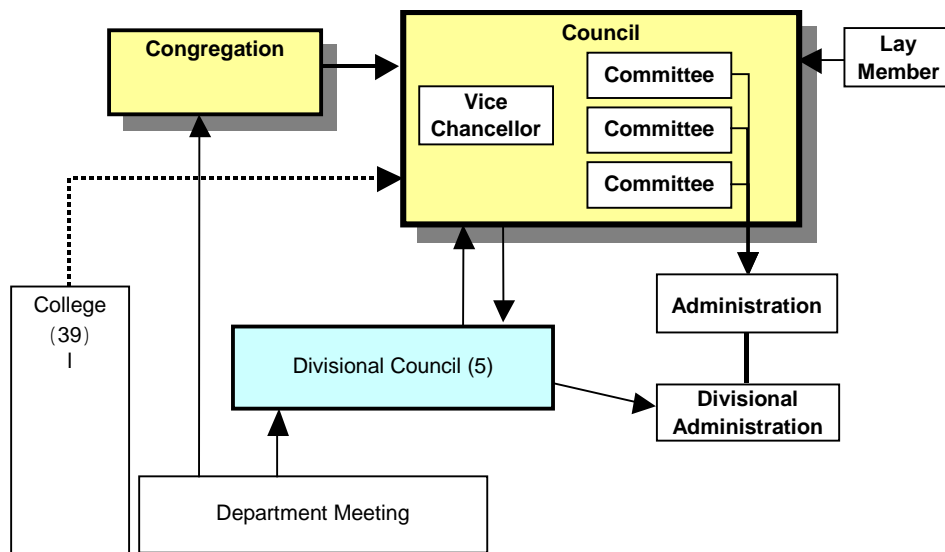 Congregation
Council
Lay
Member
Committee
Vice
Chancellor
Committee
Committee
College
(39)
I
Administration
Divisional Council (5)
Divisional
Administration
Department Meeting